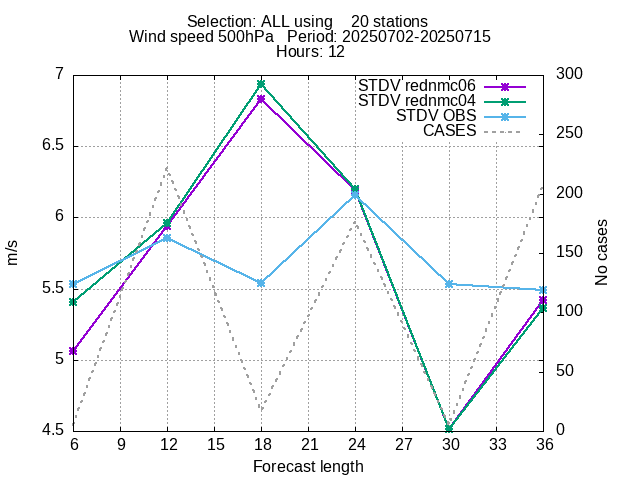 Selection: ALL using    20 stations
Wind speed 500hPa   Period: 20250702-20250715
Hours: 12
STDV rednmc06
STDV rednmc04
STDV OBS
CASES
7
6.5
6
5.5
5
4.5
300
250
200
150
100
50
0
m/s
No cases
6 9 12 15 18 21 24 27 30 33 36
Forecast length